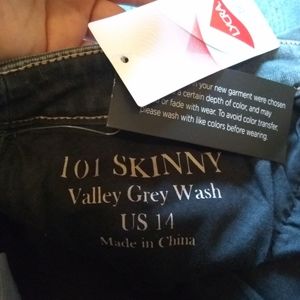 LYCRA
your new garment were chosen
a certain depth of color, and may
or fade with wear. To avoid color transfer,
please wash with like colors before wearing.
101 SKINNY
Valley Grey Wash
US 14
Made in China